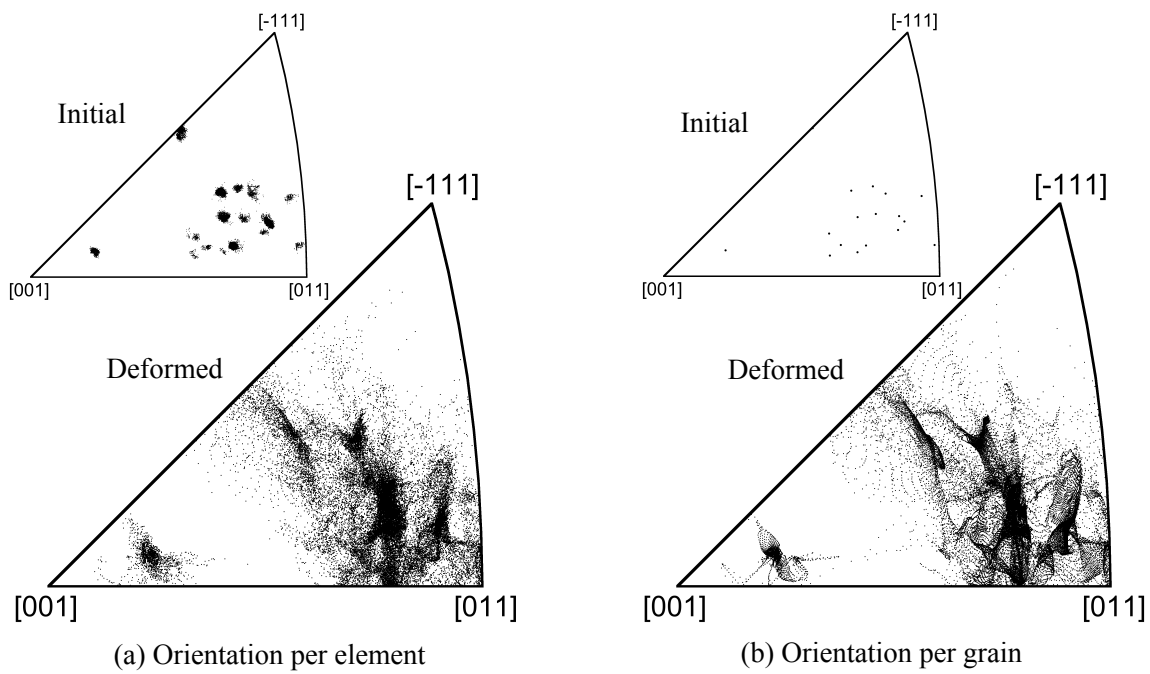 [-111]
Initial
[001]
[011]
[-111]
Deformed
[001]
[011]
(a) Orientation per element
[-111]
Initial
[001]
[011]
[-111]
Deformed
[001]
[011]
(b) Orientation per grain